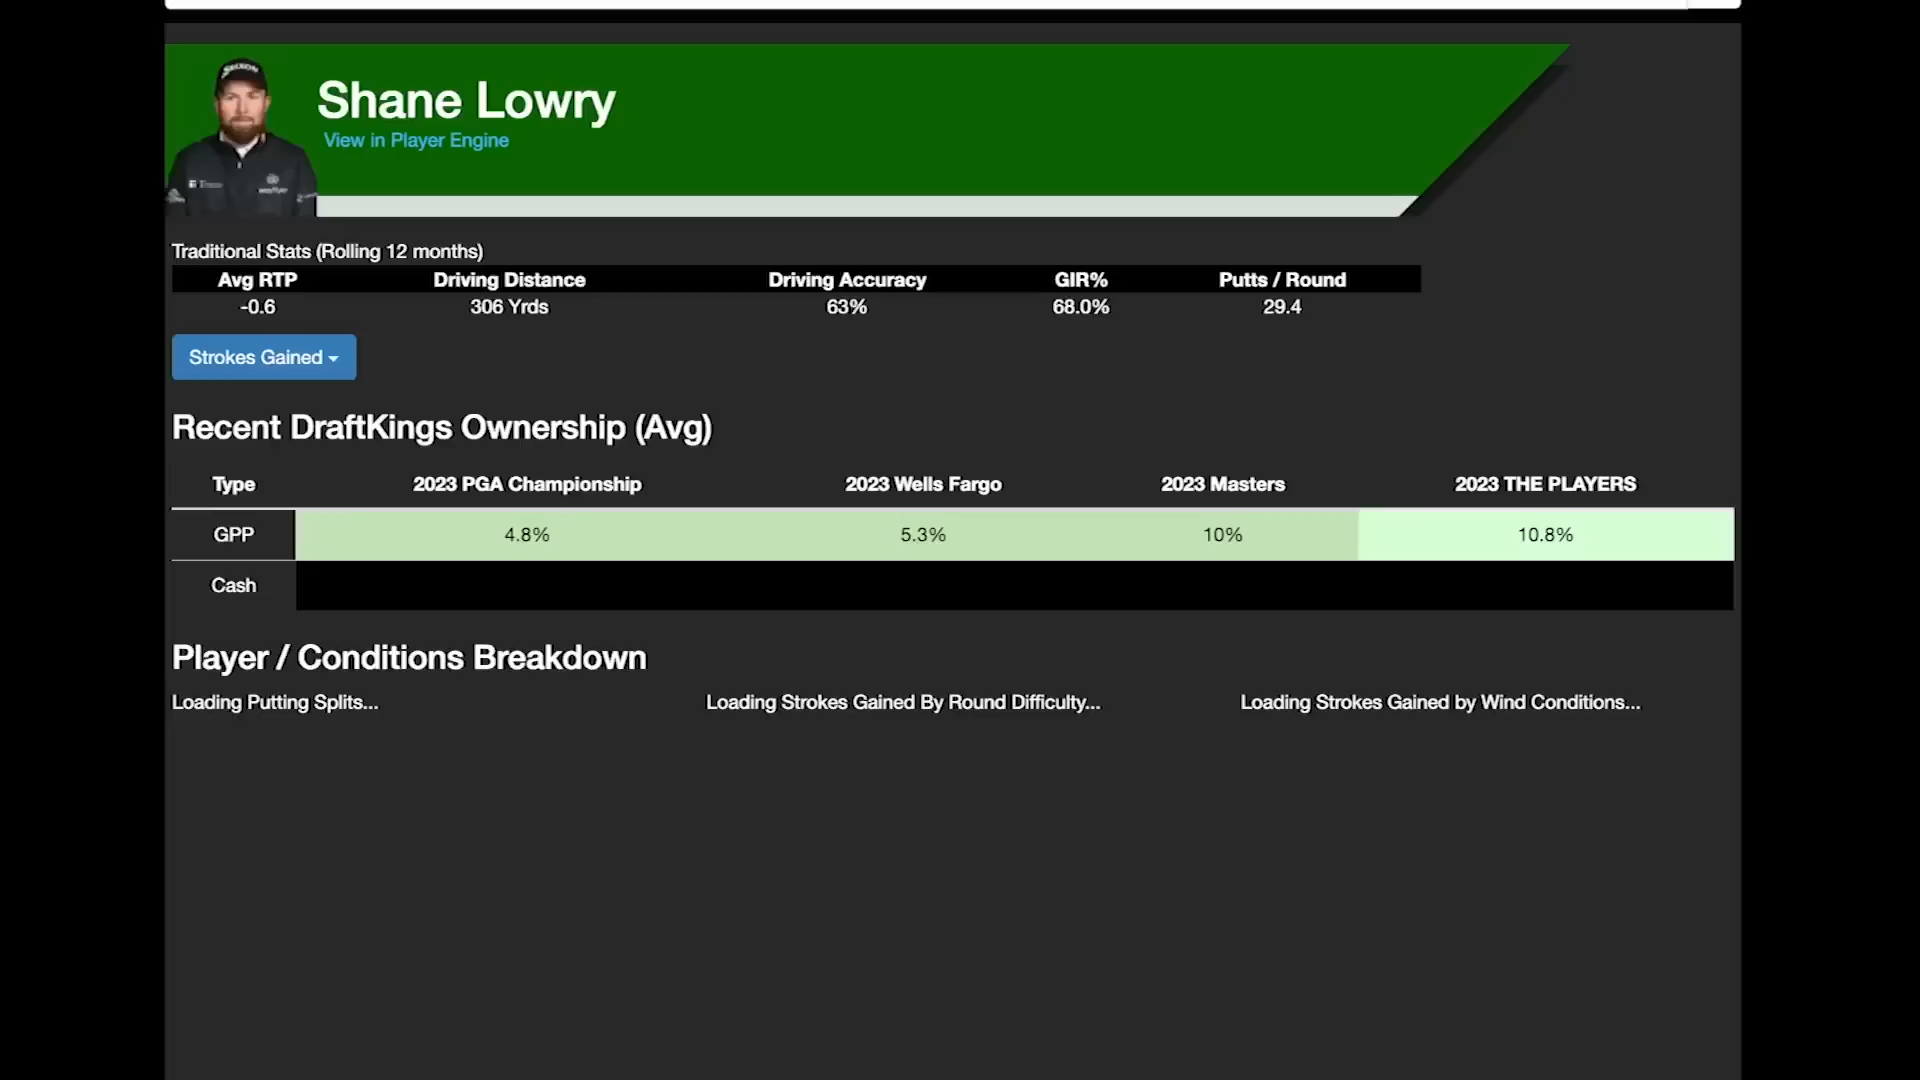 SRIXON
Shane Lowry
View in Player Engine
Traditional Stats (Rolling 12 months)
Avg RTP Driving Distance Driving Accuracy GIR% Putts / Round
-0.6 306 Yrds 63% 68.0% 29.4
Strokes Gained
Recent DraftKings Ownership (Avg)
Type 2023 PGA Championship 2023 Wells Fargo 2023 Masters 2023 THE PLAYERS
GPP 4.8% 5.3% 10% 10.8%
Cash
Player / Conditions Breakdown
Loading Putting Splits... Loading Strokes Gained By Round Difficulty... Loading Strokes Gained by Wind Conditions...